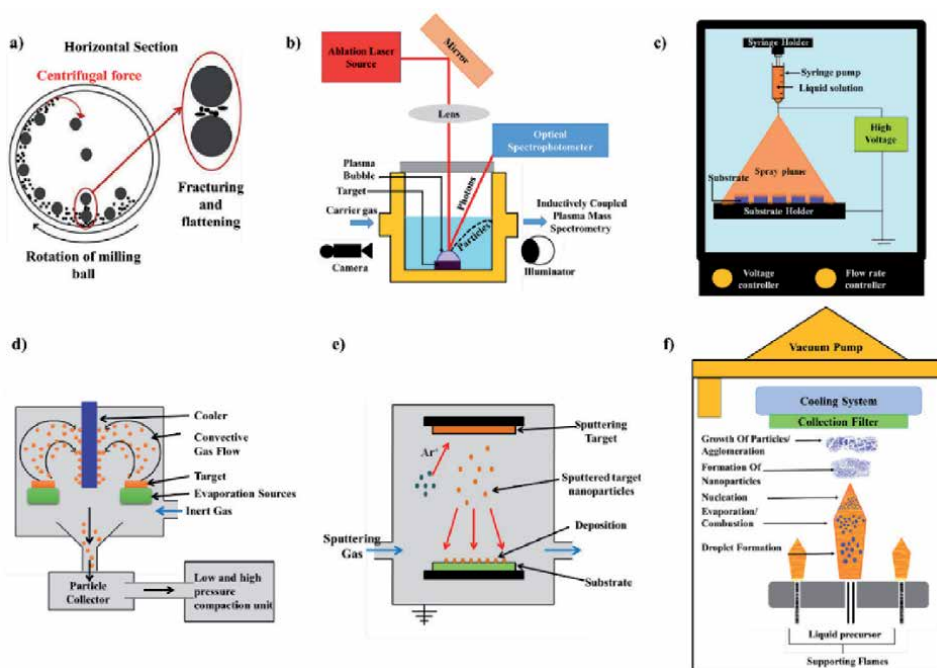 a)
Horizontal Section
Centrifugal force
Fracturing
and
flattening
Rotation of milling
ball
b)
Ablation Laser
Source
Mirror
Lens
Optical
Spectrophotometer
Plasma
Bubble
Target
Carrier gas
Photons
Particles
Inductively Coupled
Plasma Mass
Spectrometry
Camera
Illuminator
c)
Syringe Holder
Syringe pump
Liquid solution
High
Voltage
Spray plume
Substrate
Substrate Holder
Voltage
controller
Flow rate
controller
d)
Cooler
Convective
Gas Flow
Target
Evaporation Sources
Inert Gas
Particle
Collector
Low and high
pressure
compaction unit
e)
Sputtering
Target
Ar+
Sputtered target
nanoparticles
Deposition
Sputtering
Gas
Substrate
f)
Vacuum Pump
Cooling System
Collection Filter
Growth Of Particles/
Agglomeration
Formation Of
Nanoparticles
Nucleation
Evaporation/
Combustion
Droplet Formation
Liquid precursor
Supporting Flames